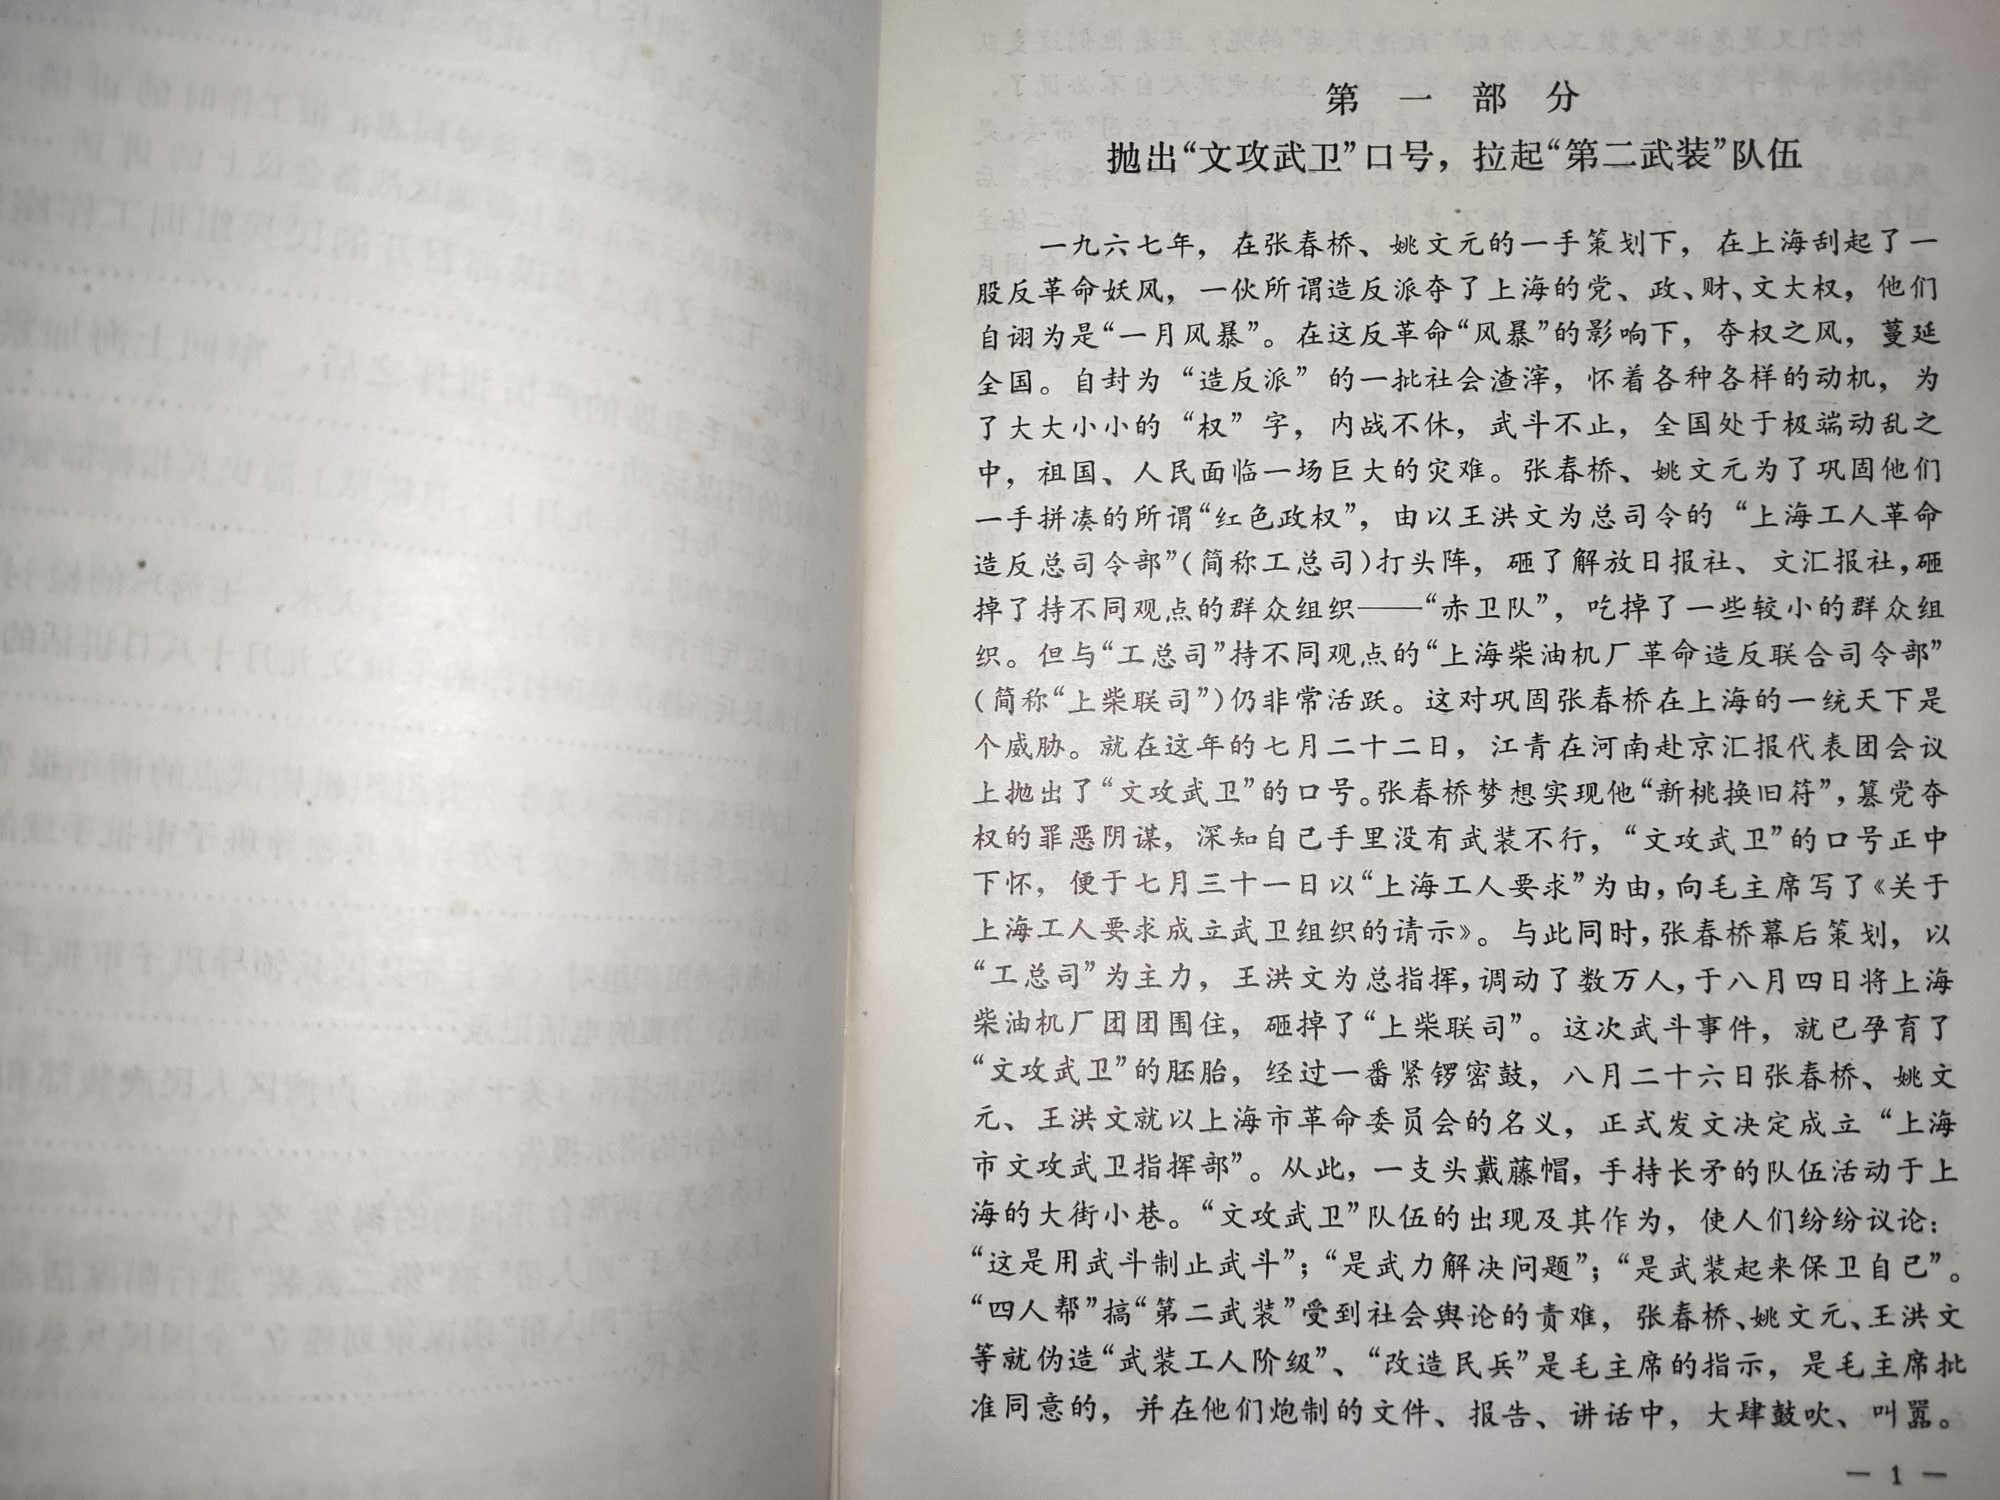 第一部分
抛出“文攻武卫”口号，拉起“第二武装”队伍
一九六七年，在张春桥、姚文元的一手策划下，在上海刮起了一
股反革命妖风，一伙所谓造反派夺了上海的党、政、财、文大权，他们
自诩为是“一月风暴”。在这反革命“风暴”的影响下，夺权之风，蔓延
全国。自封为“造反派”的一批社会渣滓，怀着各种各样的动机，为
了大大小小的“权”字，内战不休，武斗不止，全国处于极端动乱之
中，祖国、人民面临一场巨大的灾难。张春桥、姚文元为了巩固他们
一手拼凑的所谓“红色政权”，由以王洪文为总司令的“上海工人革命
造反总司令部”(简称工总司)打头阵，砸了解放日报社、文汇报社，砸
掉了持不同观点的群众组织——“赤卫队”，吃掉了一些较小的群众组
织。但与“工总司”持不同观点的“上海柴油机厂革命造反联合司令部”
(简称“上柴联司”)仍非常活跃。这对巩固张春桥在上海的一统天下是
个威胁。就在这年的七月二十二日，江青在河南赴京汇报代表团会议
上抛出了“文攻武卫”的口号。张春桥梦想实现他“新桃换旧符”，篡党夺
权的罪恶阴谋，深知自己手里没有武装不行，“文攻武卫”的口号正中
下怀，便于七月三十一日以“上海工人要求”为由，向毛主席写了《关于
上海工人要求成立武卫组织的请示》。与此同时，张春桥幕后策划，以
“工总司”为主力，王洪文为总指挥，调动了数万人，于八月四日将上海
柴油机厂团团围住，砸掉了“上柴联司”。这次武斗事件，就已孕育了
“文攻武卫”的胚胎，经过一番紧锣密鼓，八月二十六日张春桥、姚文
元、王洪文就以上海市革命委员会的名义，正式发文决定成立“上海
市文攻武卫指挥部”。从此，一支头戴藤帽，手持长矛的队伍活动于上
海的大街小巷。“文攻武卫”队伍的出现及其作为，使人们纷纷议论：
“这是用武斗制止武斗”；“是武力解决问题”；“是武装起来保卫自己”。
“四人帮”搞“第二武装”受到社会舆论的责难，张春桥、姚文元、王洪文
等就伪造“武装工人阶级”、“改造民兵”是毛主席的指示，是毛主席批
准同意的，并在他们炮制的文件、报告、讲话中，大肆鼓吹、叫嚣。
— 1 —